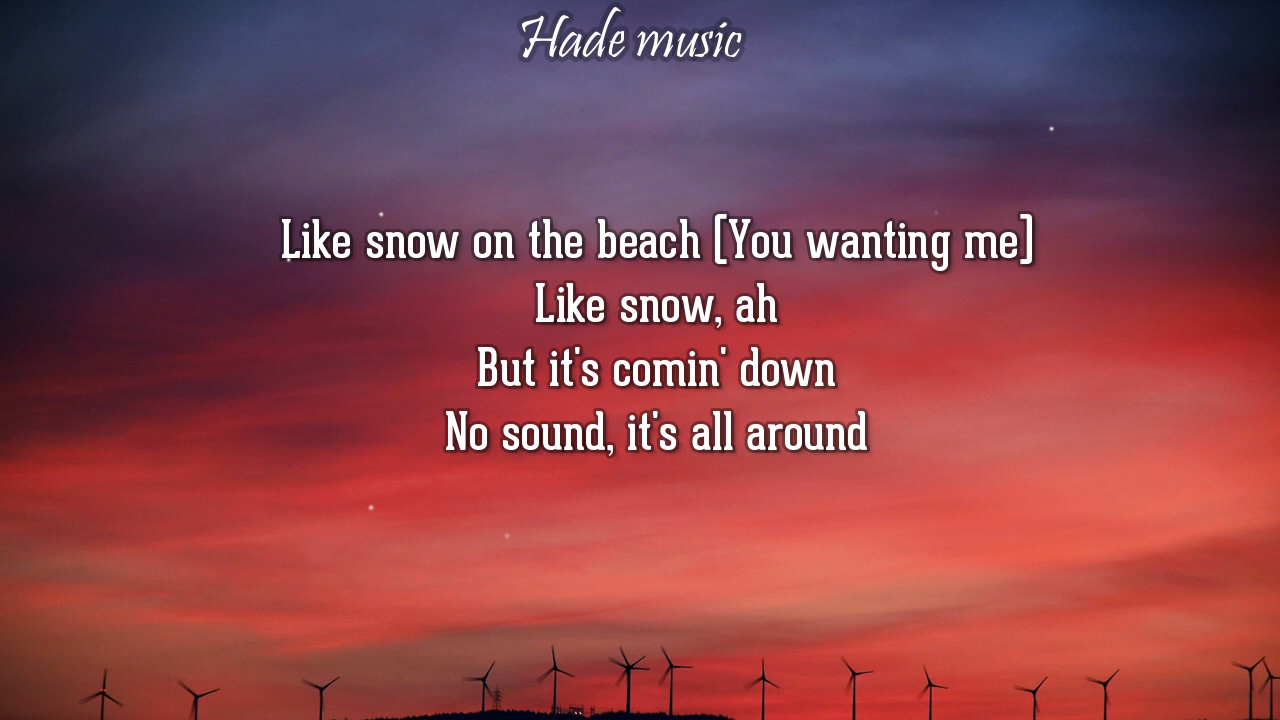 Hade music
Like snow on the beach (You wanting me)
Like snow, ah
But it's comin' down
No sound, it's all around